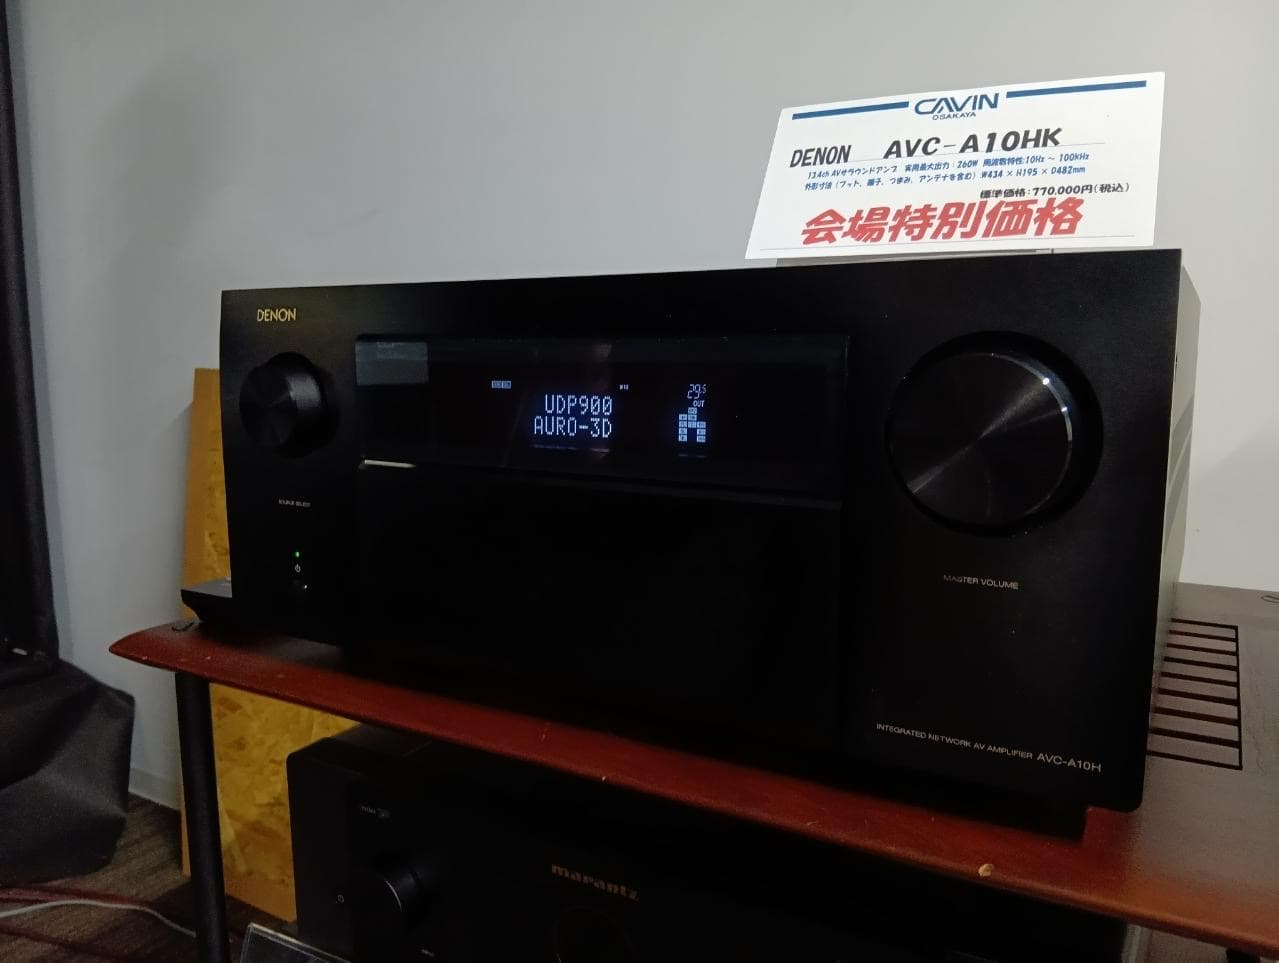 CAVIN
OSAKAYA
DENON AVC-A10HK
13.4ch AVサラウンドアンプ 実用最大出力:260W 周波数特性:10Hz ~ 100kHz
外形寸法(フット、端子、つまみ、アンテナを含む):W434 × H195 × D482mm
標準価格:770,000円(税込)
会場特別価格
DENON
29.5
OUT
UDP900
AURO-3D
SOURCE SELECT
MASTER VOLUME
INTEGRATED NETWORK AV AMPLIFIER AVC-A10H
marantz